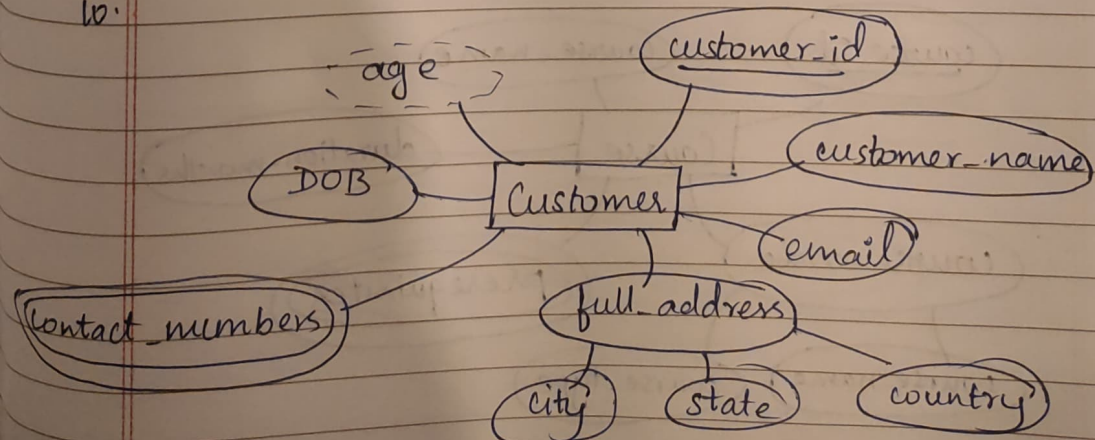 10.
age
customer_id
customer_name
DOB
Customer
email
contact_numbers
full_address
city
state
country